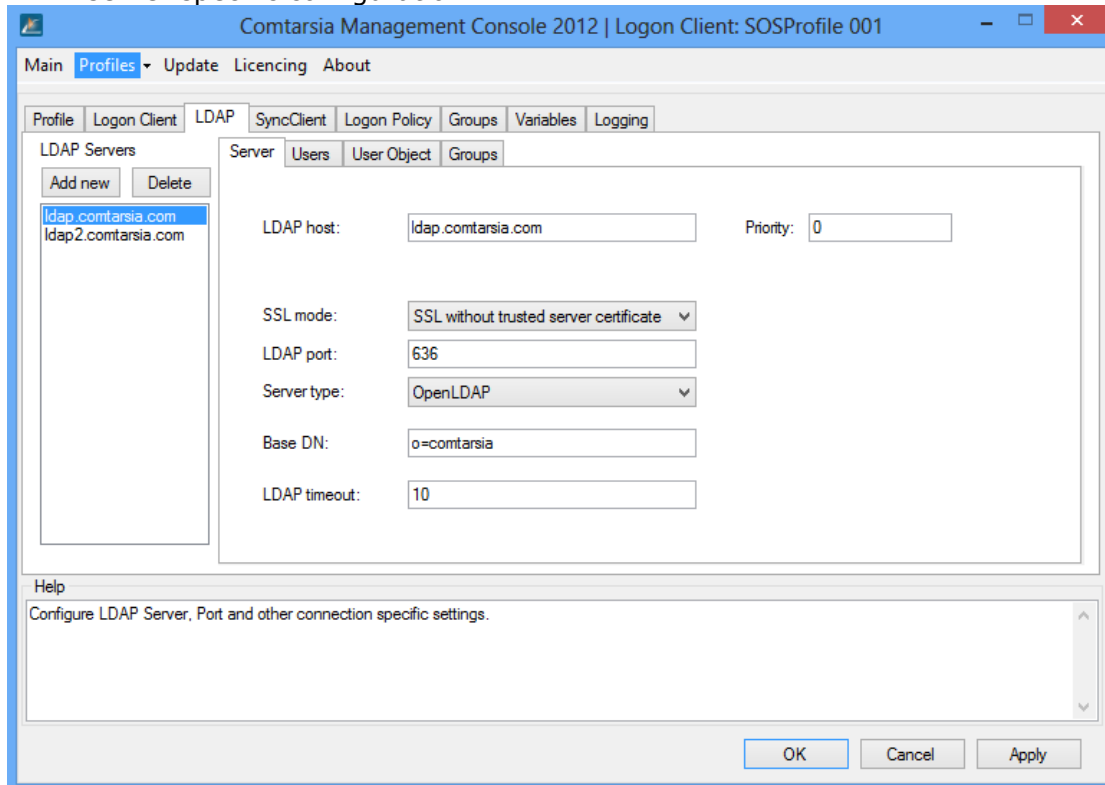 Comtarsia Management Console 2012 | Logon Client: SOSProfile 001
Main Profiles Update Licencing About
Profile Logon Client LDAP SyncClient Logon Policy Groups Variables Logging
LDAP Servers
Add new Delete
ldap.comtarsia.com
ldap2.comtarsia.com
Server Users User Object Groups
LDAP host: ldap.comtarsia.com Priority: 0
SSL mode: SSL without trusted server certificate
LDAP port: 636
Server type: OpenLDAP
Base DN: o=comtarsia
LDAP timeout: 10
Help
Configure LDAP Server, Port and other connection specific settings.
OK Cancel Apply